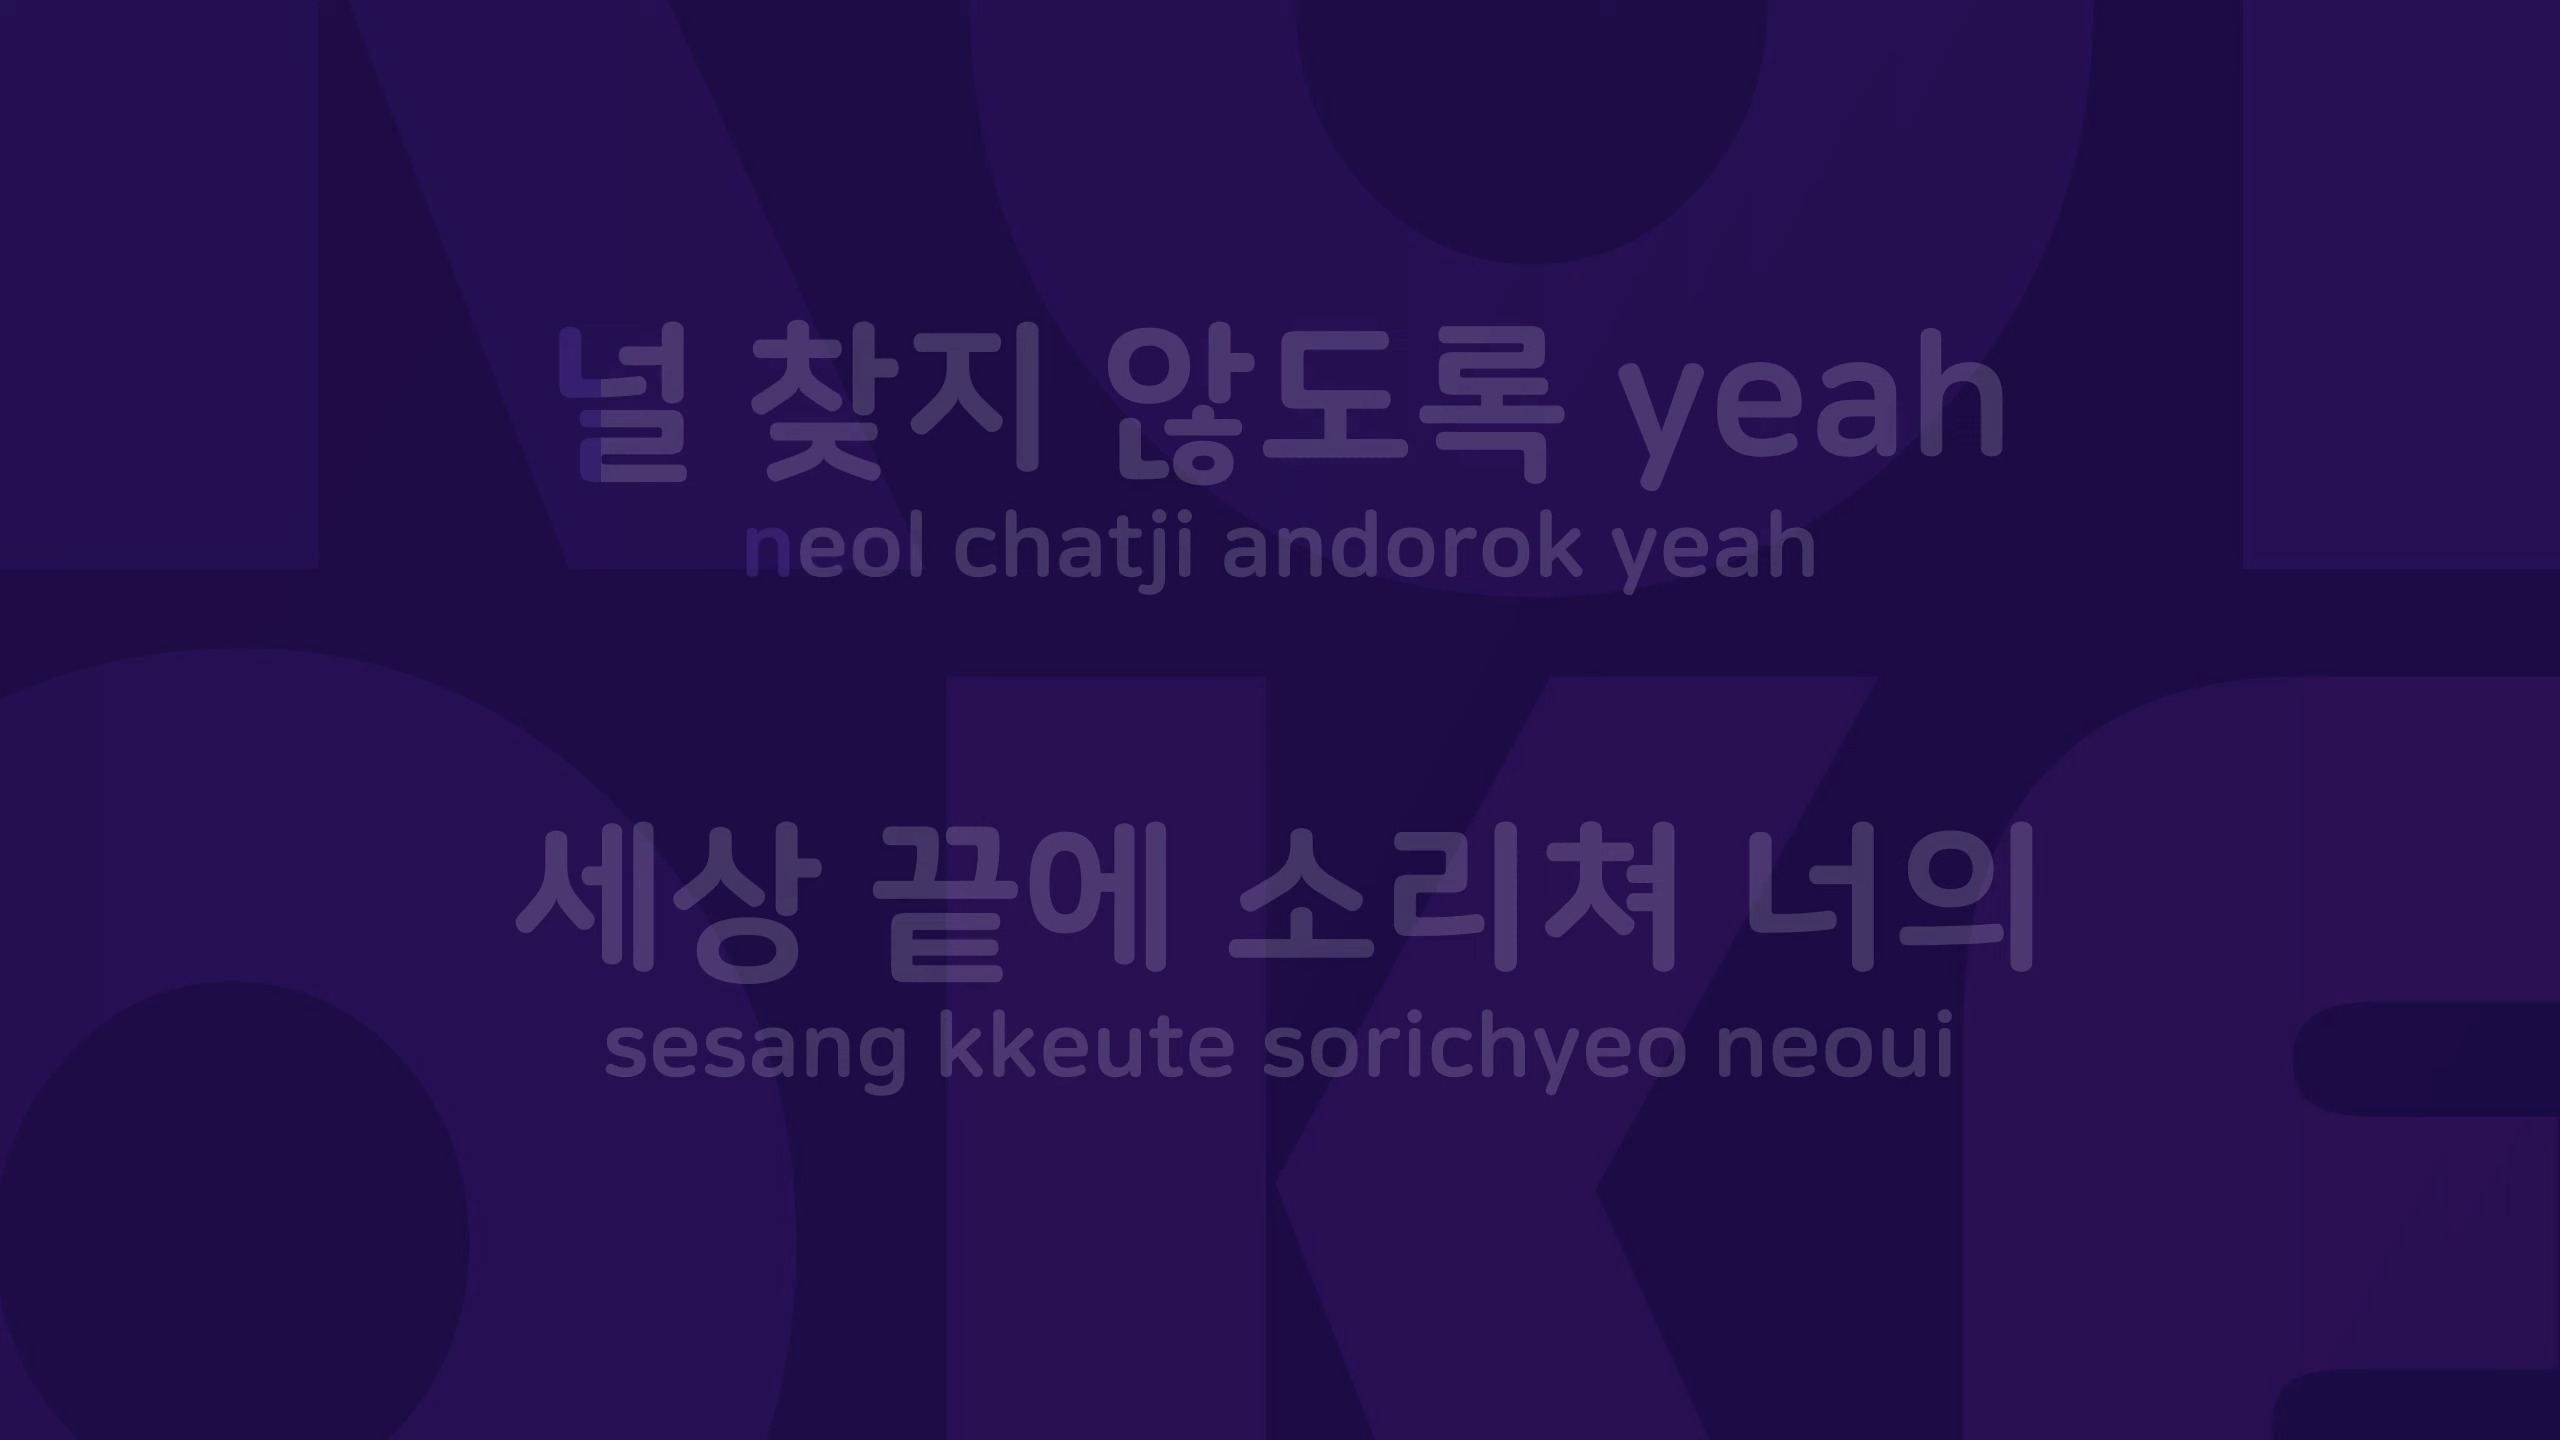 널 찾지 않도록 yeah
neol chatji andorok yeah
세상 끝에 소리쳐 너의
sesang kkeute sorichyeo neoui